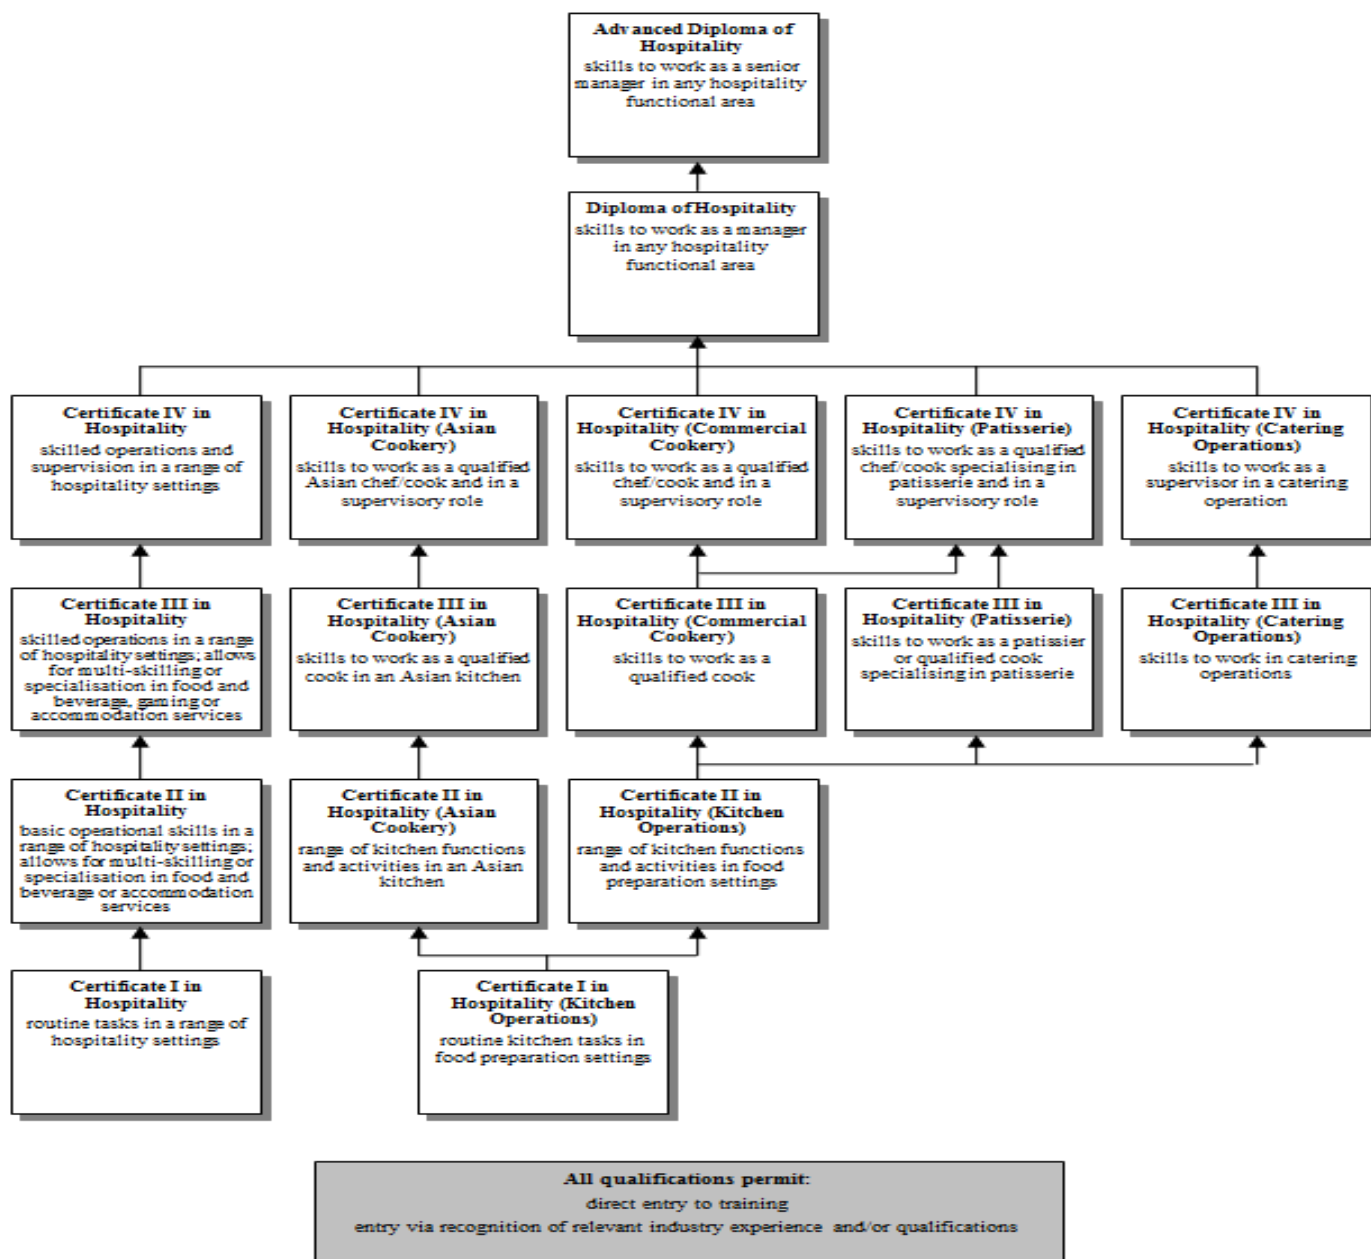 Advanced Diploma of
Hospitality
skills to work as a senior
manager in any hospitality
functional area
Diploma of Hospitality
skills to work as a manager
in any hospitality
functional area
Certificate IV in
Hospitality
skilled operations and
supervision in a range of
hospitality settings
Certificate IV in
Hospitality (Asian
Cookery)
skills to work as a qualified
Asian chef/cook and in a
supervisory role
Certificate IV in
Hospitality (Commercial
Cookery)
skills to work as a qualified
chef/cook and in a
supervisory role
Certificate IV in
Hospitality (Patisserie)
skills to work as a qualified
chef/cook specialising in
patisserie and in a
supervisory role
Certificate IV in
Hospitality (Catering
Operations)
skills to work as a
supervisor in a catering
operation
Certificate III in
Hospitality
skilled operations in a range
of hospitality settings; allows
for multi-skilling or
specialisation in food and
beverage, gaming or
accommodation services
Certificate III in
Hospitality (Asian
Cookery)
skills to work as a qualified
cook in an Asian kitchen
Certificate III in
Hospitality (Commercial
Cookery)
skills to work as a
qualified cook
Certificate III in
Hospitality (Patisserie)
skills to work as a patissier
or qualified cook
specialising in patisserie
Certificate III in
Hospitality (Catering
Operations)
skills to work in catering
operations
Certificate II in
Hospitality
basic operational skills in a
range of hospitality settings;
allows for multi-skilling or
specialisation in food and
beverage or accommodation
services
Certificate II in
Hospitality (Asian
Cookery)
range of kitchen functions
and activities in an Asian
kitchen
Certificate II in
Hospitality (Kitchen
Operations)
range of kitchen functions
and activities in food
preparation settings
Certificate I in
Hospitality
routine tasks in a range of
hospitality settings
Certificate I in
Hospitality (Kitchen
Operations)
routine kitchen tasks in
food preparation settings
All qualifications permit:
direct entry to training
entry via recognition of relevant industry experience and/or qualifications